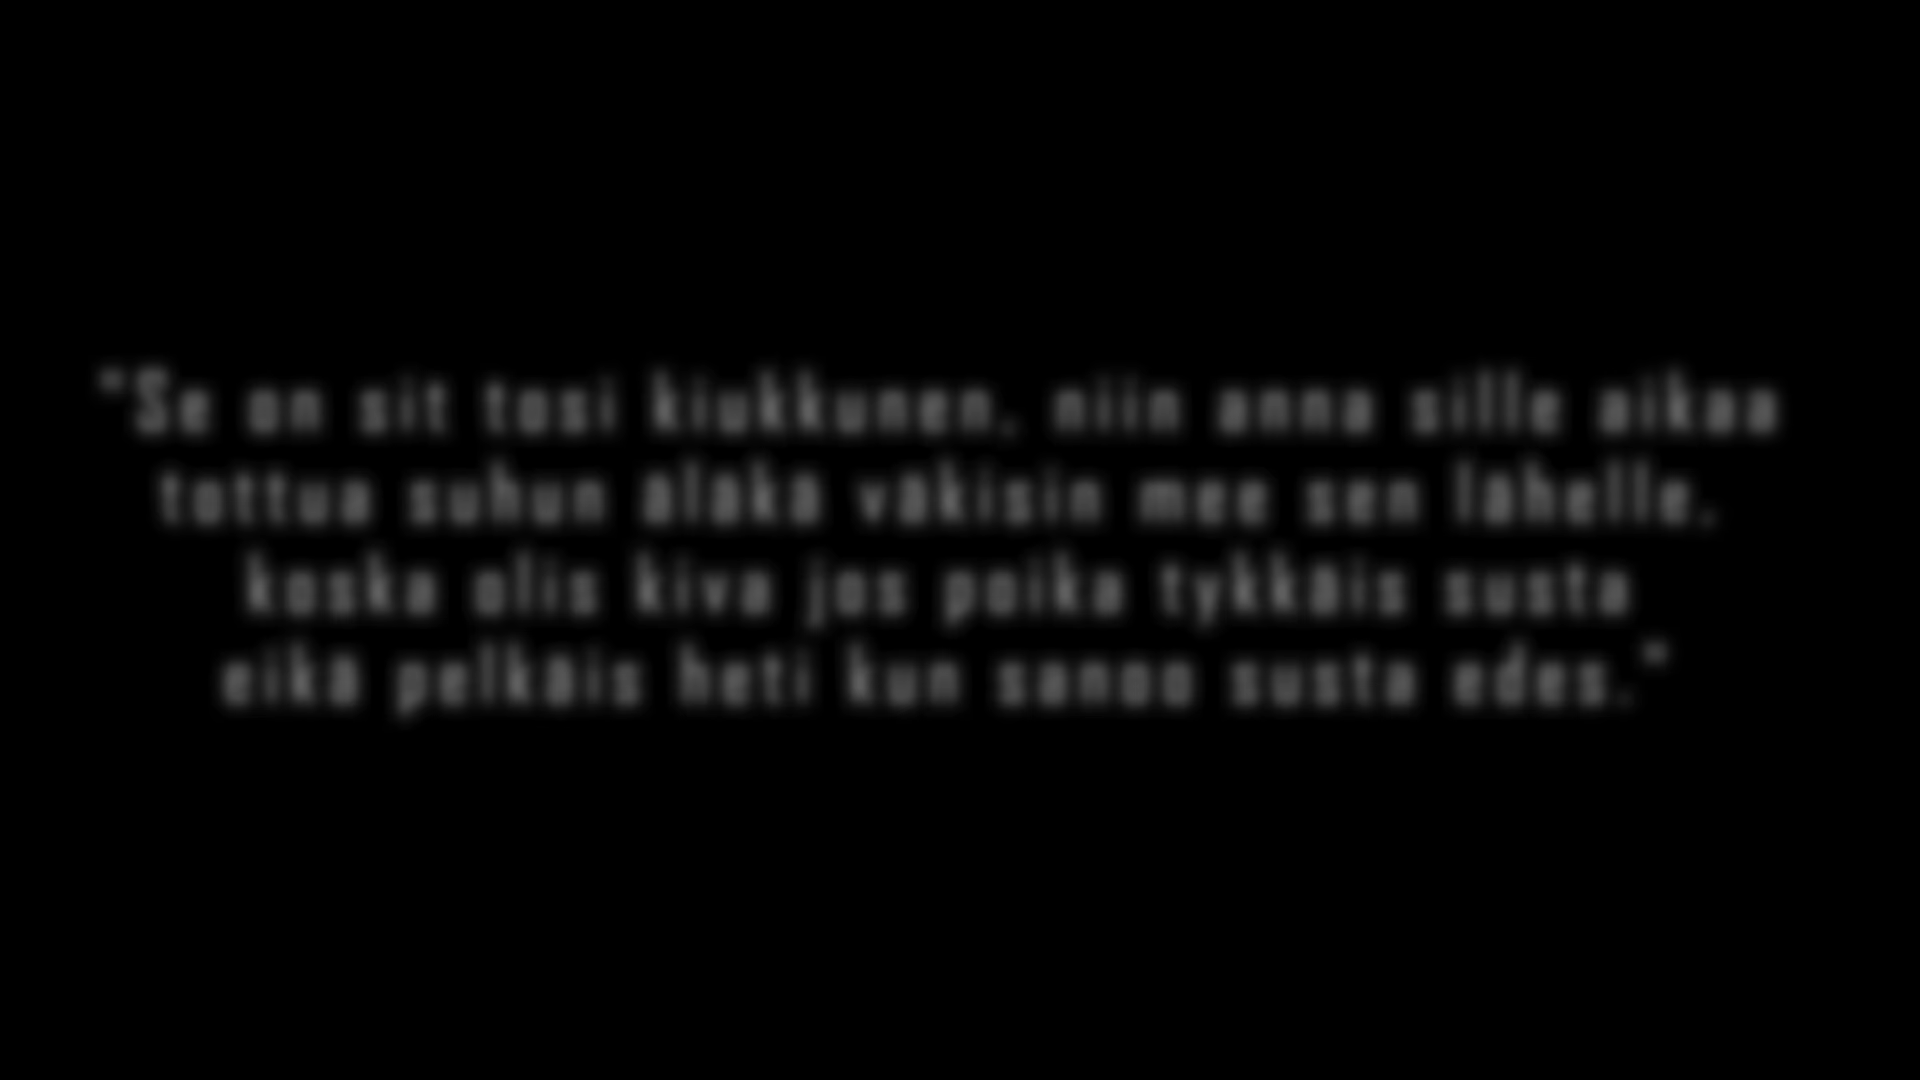 "Se on sit tosi kiukkunen, niin anna sille aikaa
tottua suhun äläkä väkisin mee sen lähelle,
koska olis kiva jos poika tykkäis susta
eikä pelkäis heti kun sanoo susta edes."